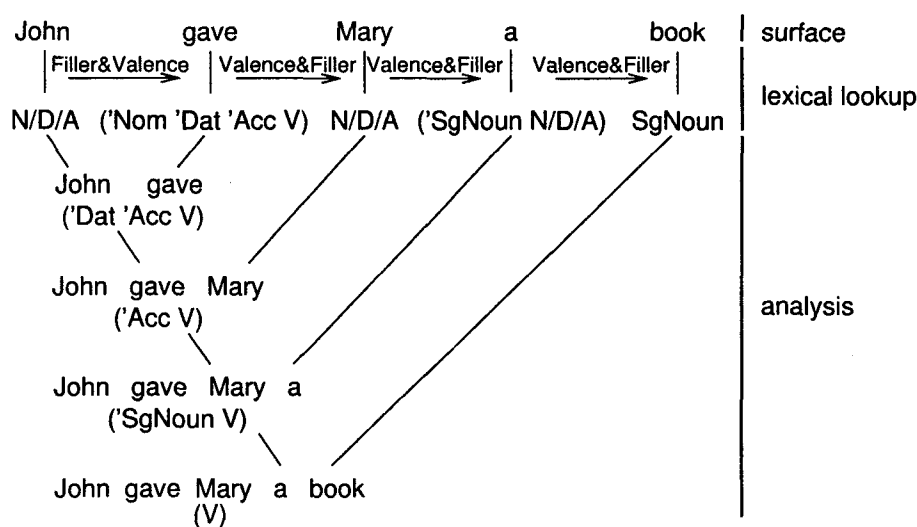 John gave Mary a book surface
Filler&Valence Valence&Filler Valence&Filler Valence&Filler
lexical lookup
N/D/A ('Nom 'Dat 'Acc V) N/D/A ('SgNoun N/D/A) SgNoun
John gave
('Dat 'Acc V)
John gave Mary
('Acc V)
analysis
John gave Mary a
('SgNoun V)
John gave Mary a book
(V)